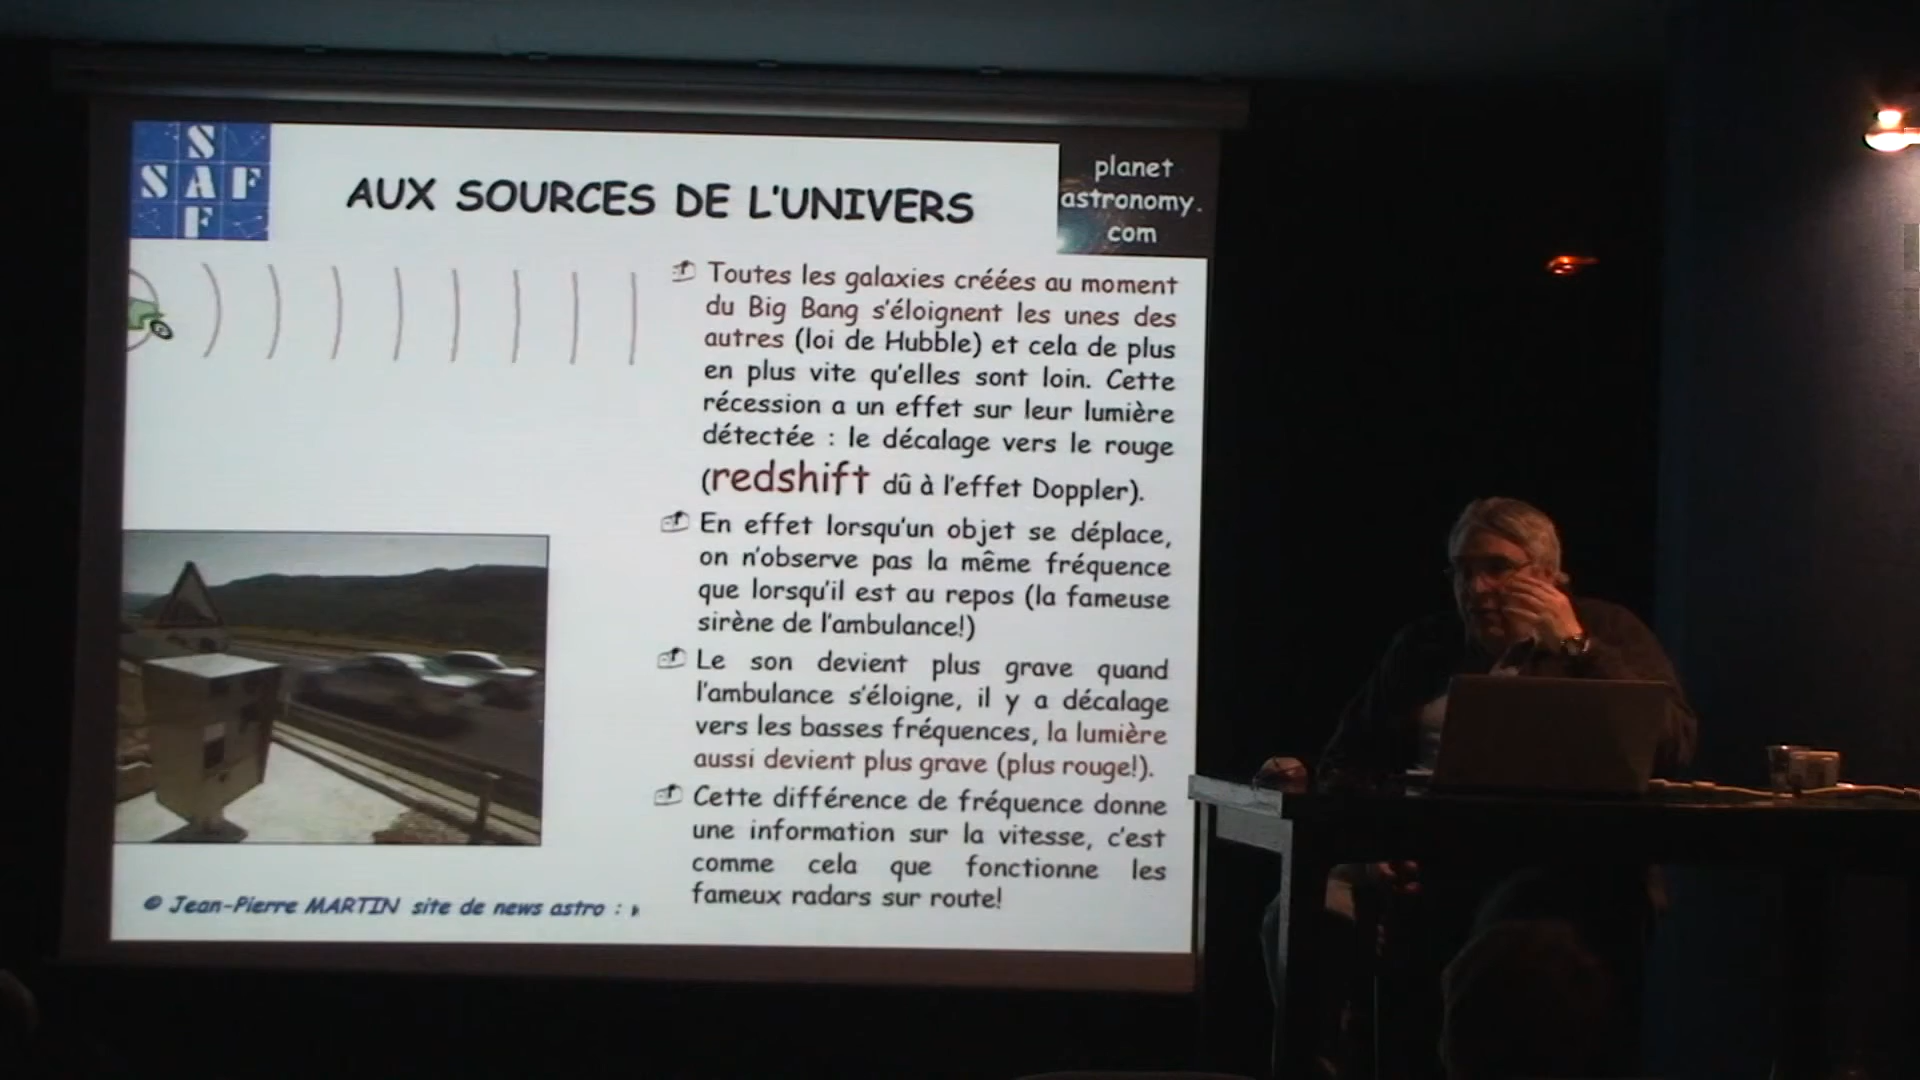 S
SAF
F
AUX SOURCES DE L'UNIVERS
planet
astronomy.
com
Toutes les galaxies créées au moment
du Big Bang s'éloignent les unes des
autres (loi de Hubble) et cela de plus
en plus vite qu'elles sont loin. Cette
récession a un effet sur leur lumière
détectée : le décalage vers le rouge
(redshift dû à l'effet Doppler).
En effet lorsqu'un objet se déplace,
on n'observe pas la même fréquence
que lorsqu'il est au repos (la fameuse
sirène de l'ambulance!)
Le son devient plus grave quand
l'ambulance s'éloigne, il y a décalage
vers les basses fréquences, la lumière
aussi devient plus grave (plus rouge!).
Cette différence de fréquence donne
une information sur la vitesse, c'est
comme cela que fonctionne les
fameux radars sur route!
© Jean-Pierre MARTIN site de news astro :